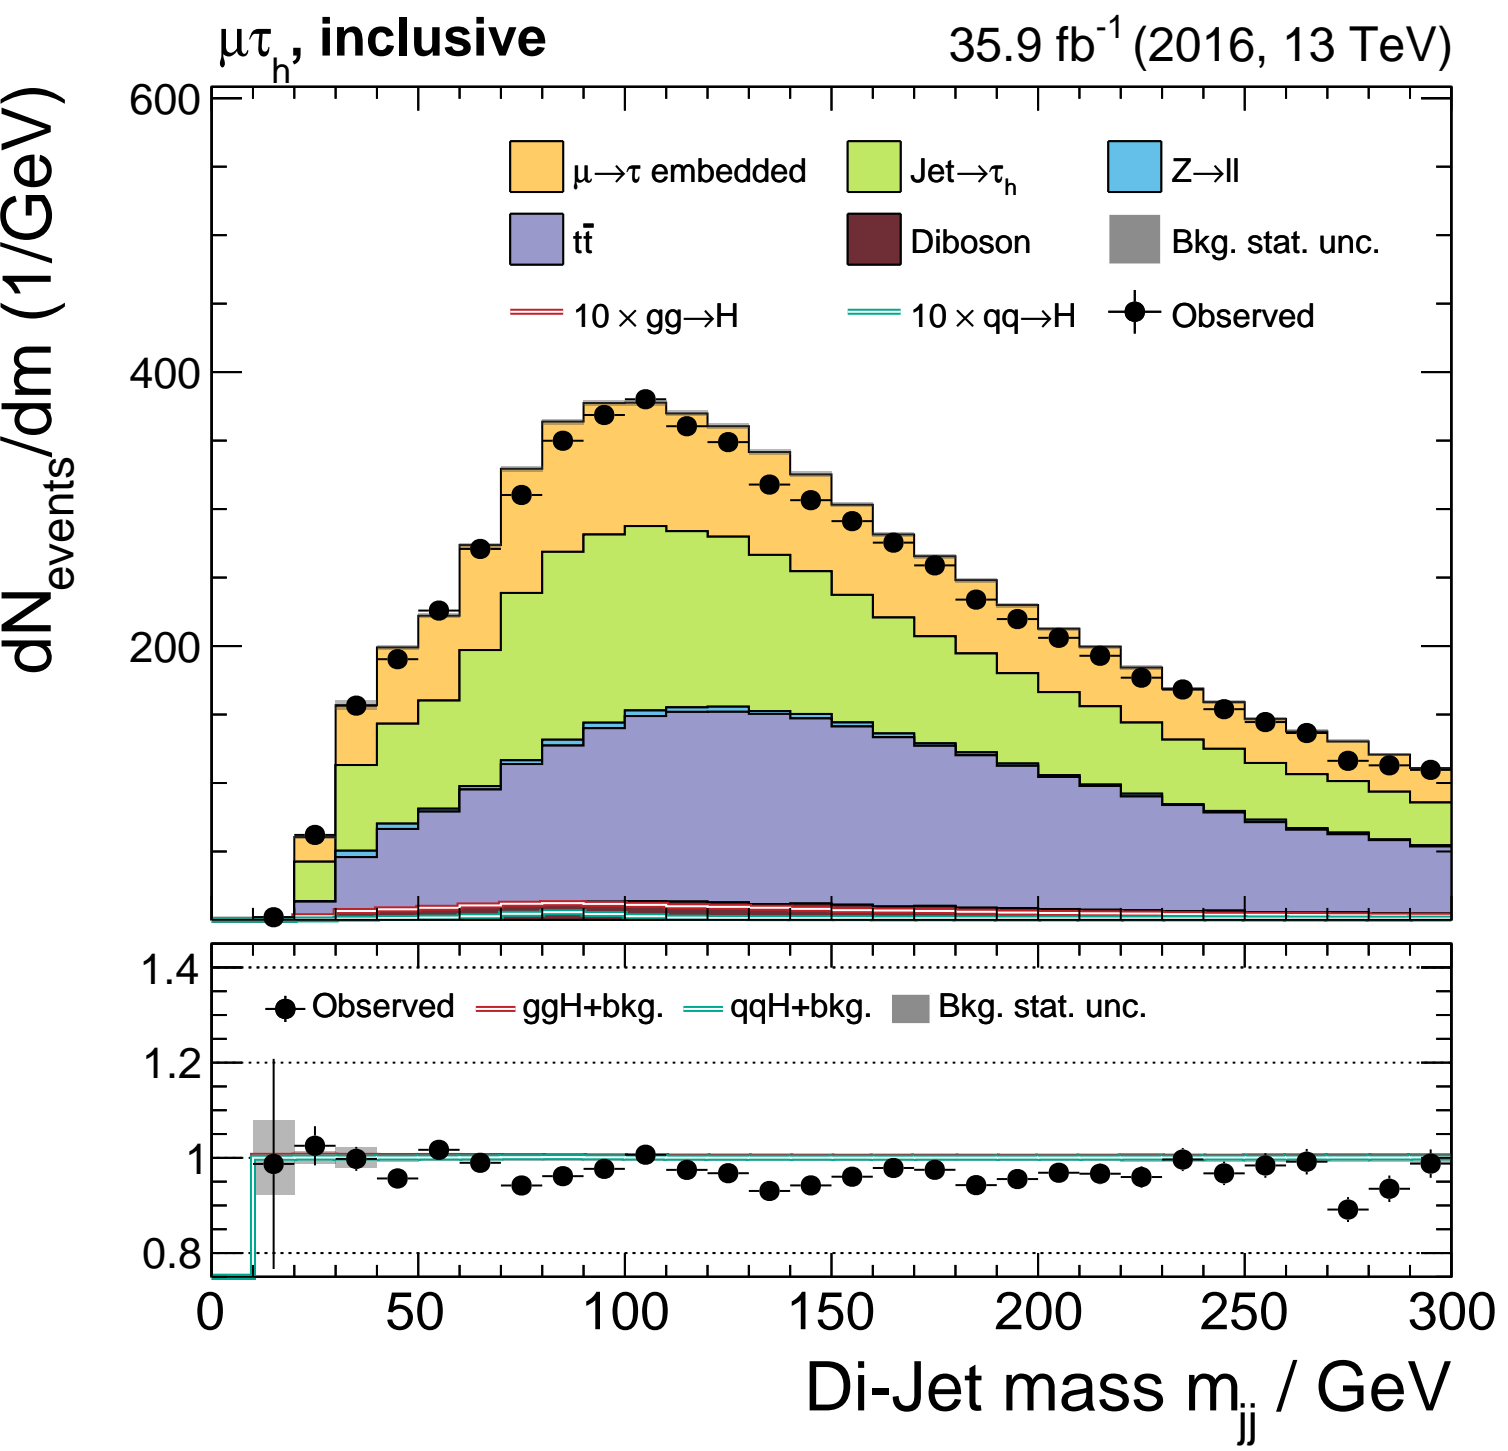 μτh, inclusive 35.9 fb-1 (2016, 13 TeV)
dNevents/dm (1/GeV)
600
400
200
μ→τ embedded Jet→τh Z→ll
tt̄ Diboson Bkg. stat. unc.
10 × gg→H 10 × qq→H Observed
1.4
1.2
1
0.8
Observed ggH+bkg. qqH+bkg. Bkg. stat. unc.
0 50 100 150 200 250 300
Di-Jet mass mjj / GeV